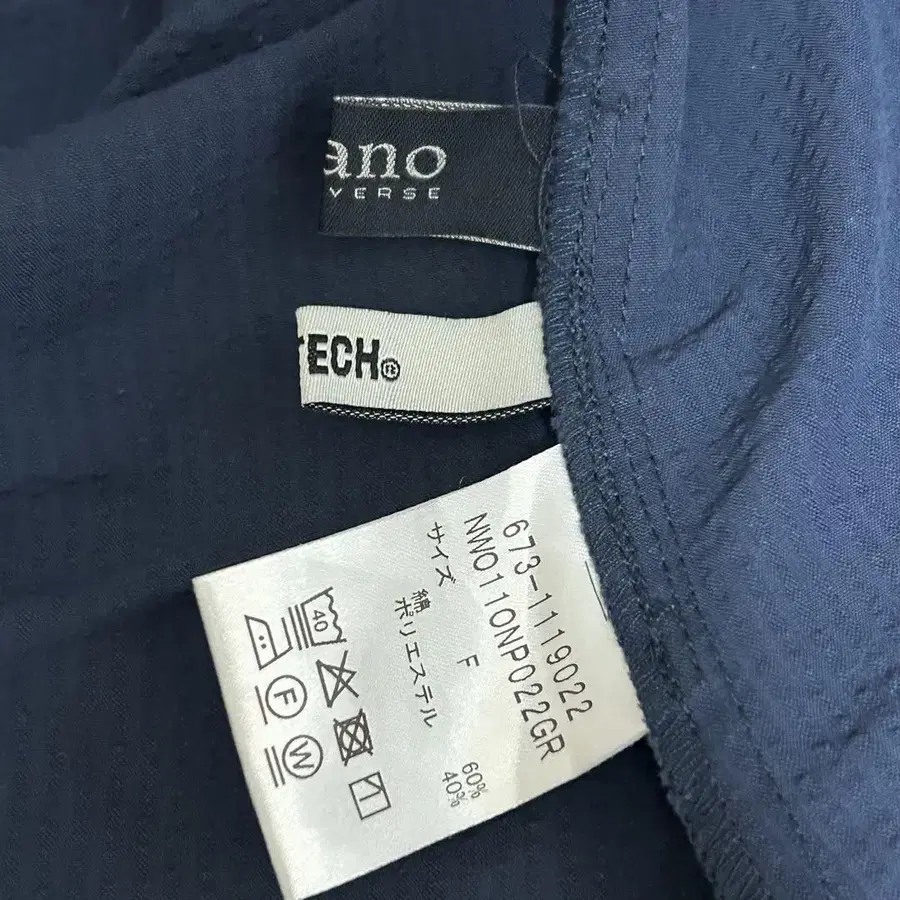 ano
VERSE
TECH®
673-1119022
NW0110NP022GR
サイズ F
綿 60%
ポリエステル 40%
40
F
W